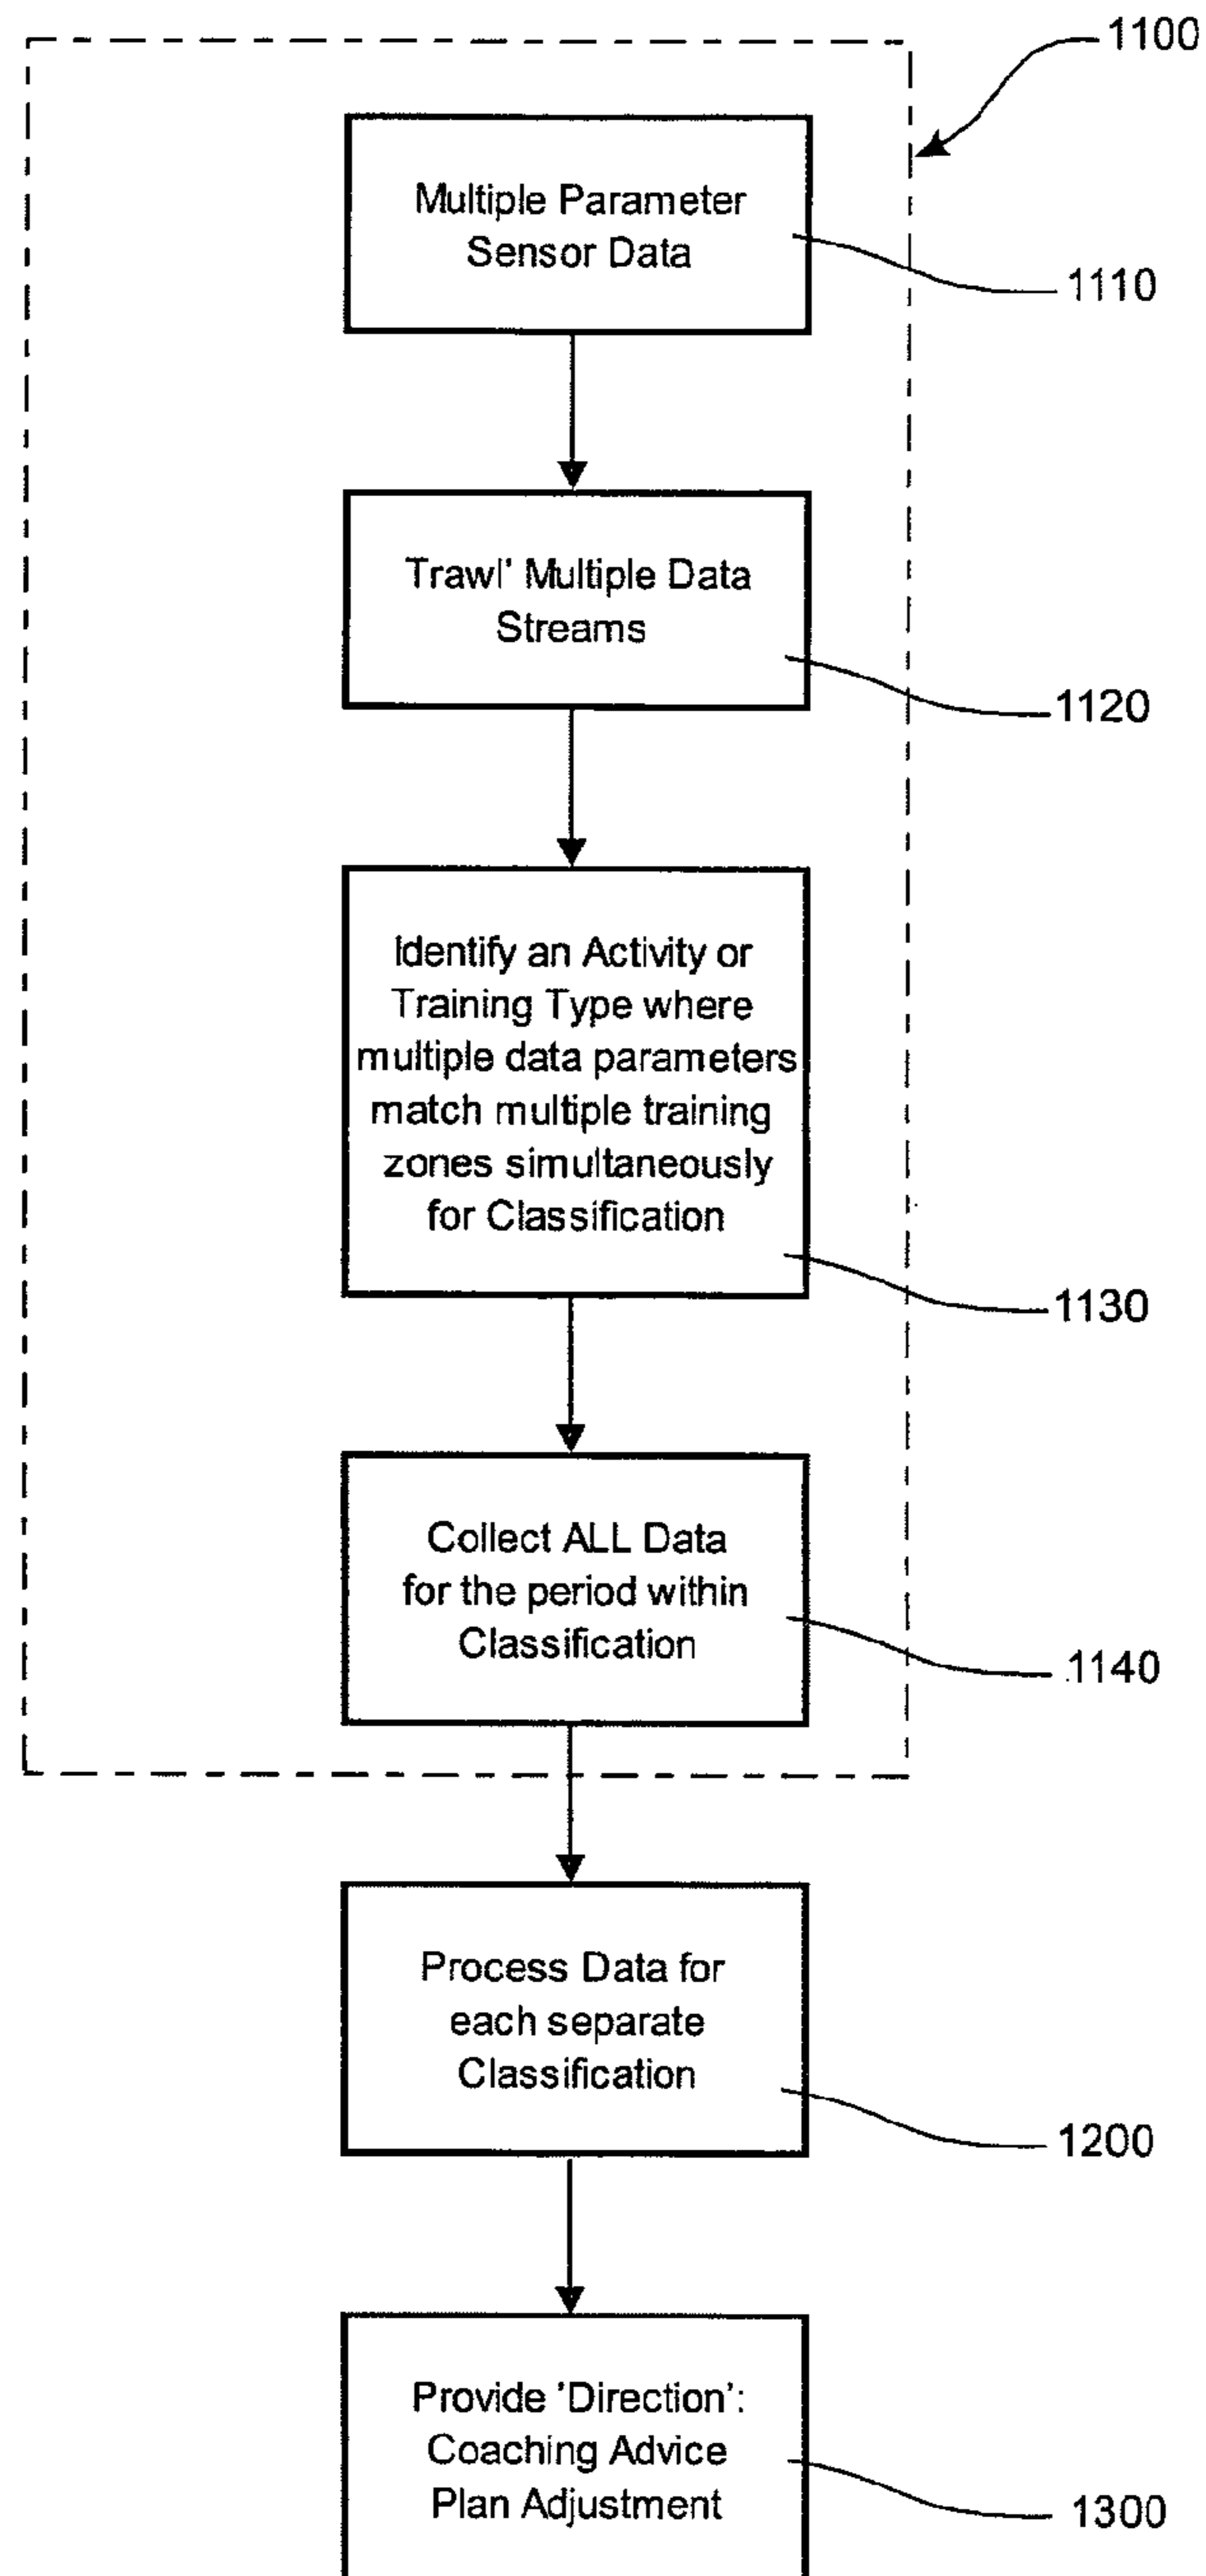 1100
Multiple Parameter
Sensor Data
1110
Trawl’ Multiple Data
Streams
1120
Identify an Activity or
Training Type where
multiple data parameters
match multiple training
zones simultaneously
for Classification
1130
Collect ALL Data
for the period within
Classification
1140
Process Data for
each separate
Classification
1200
Provide ’Direction’:
Coaching Advice
Plan Adjustment
1300